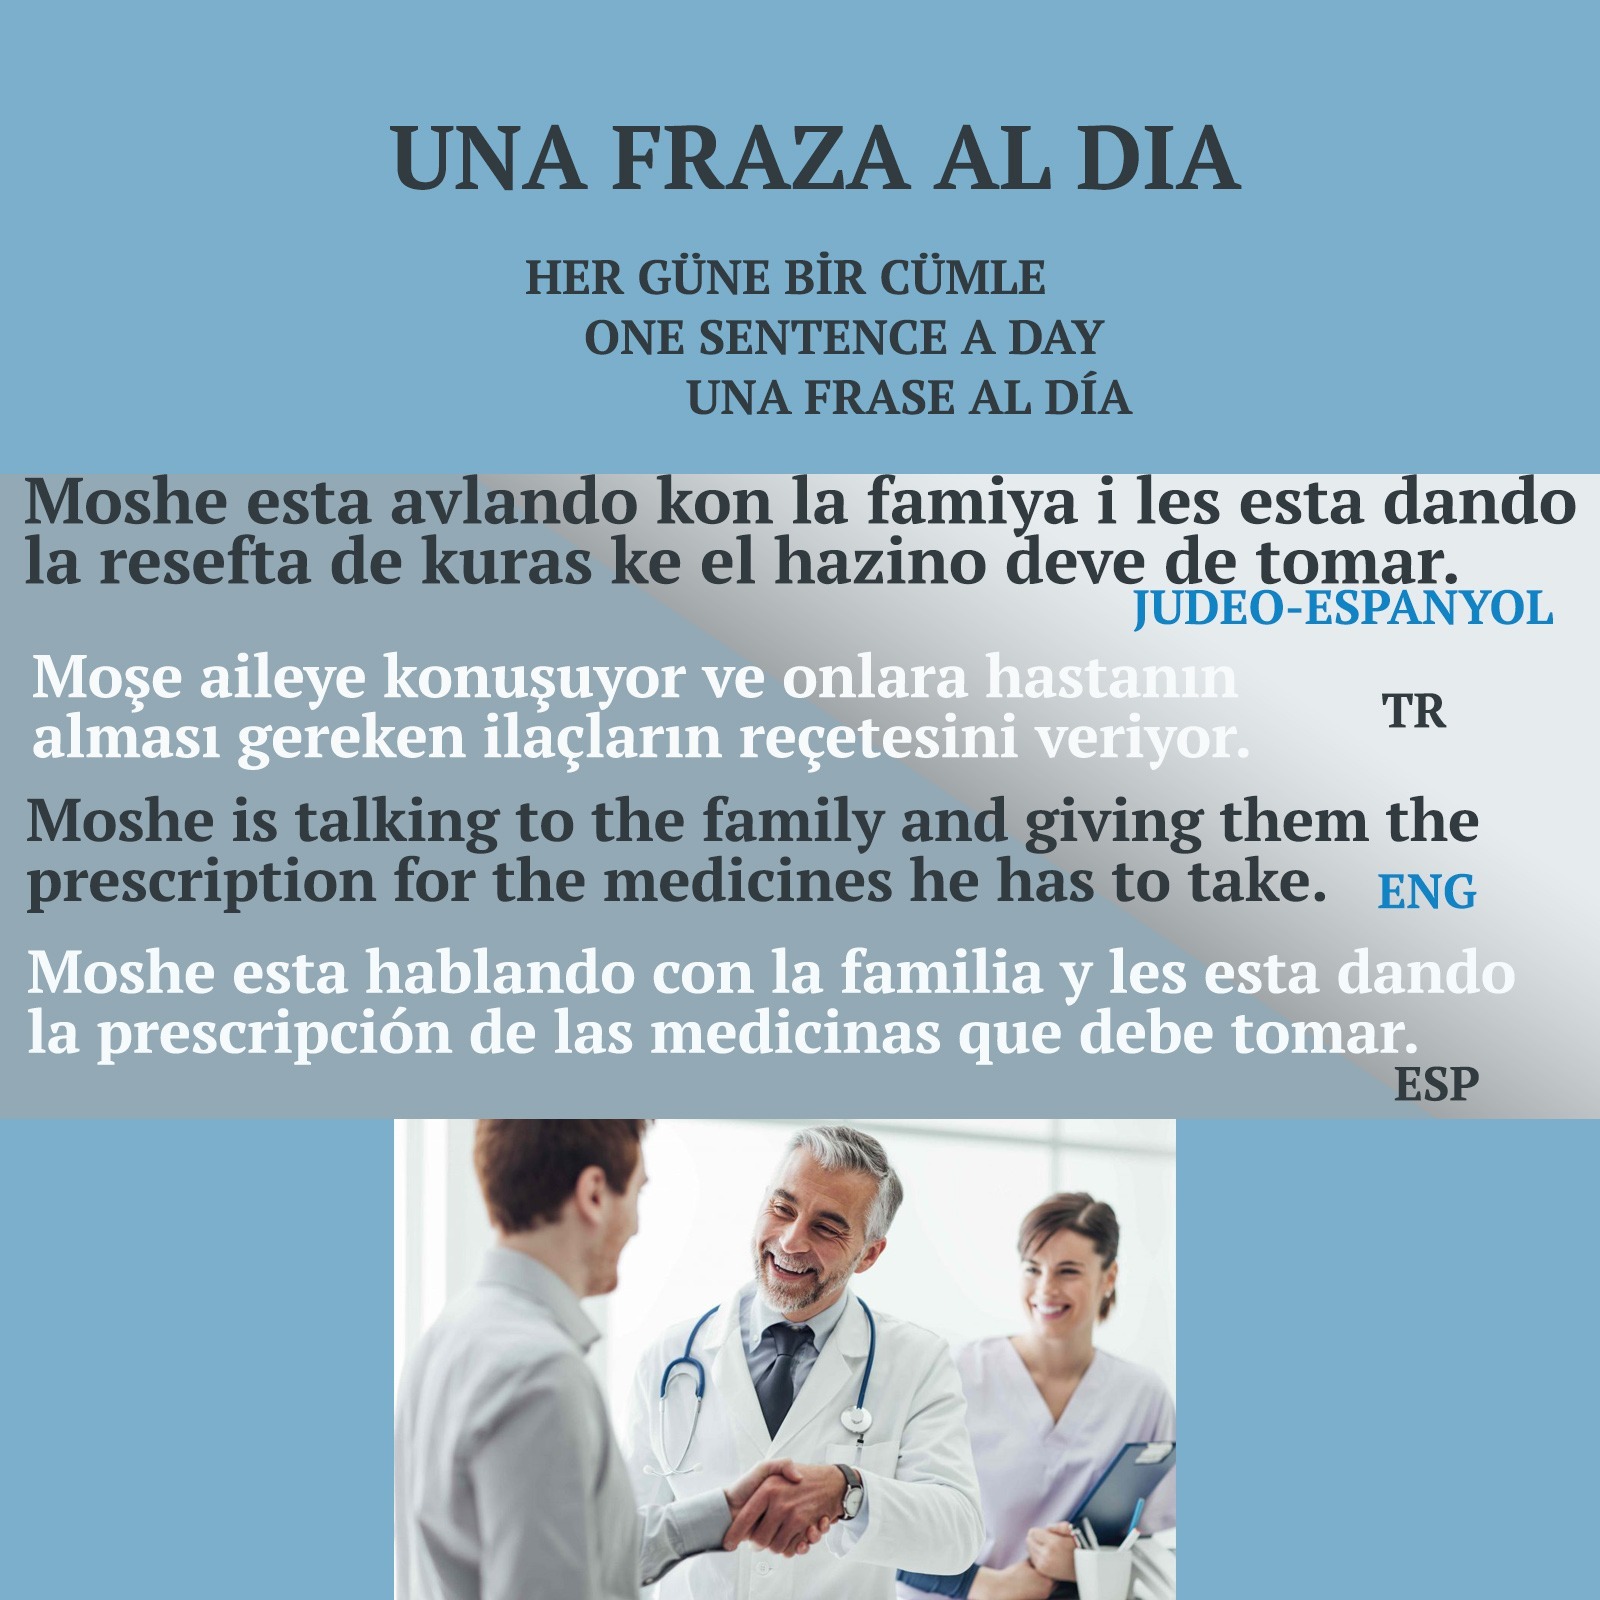 UNA FRAZA AL DIA
HER GÜNE BİR CÜMLE
ONE SENTENCE A DAY
UNA FRASE AL DÍA
Moshe esta avlando kon la famiya i les esta dando
la resefta de kuras ke el hazino deve de tomar.
JUDEO-ESPANYOL
Moşe aileye konuşuyor ve onlara hastanın
alması gereken ilaçların reçetesini veriyor.
TR
Moshe is talking to the family and giving them the
prescription for the medicines he has to take.
ENG
Moshe esta hablando con la familia y les esta dando
la prescripción de las medicinas que debe tomar.
ESP